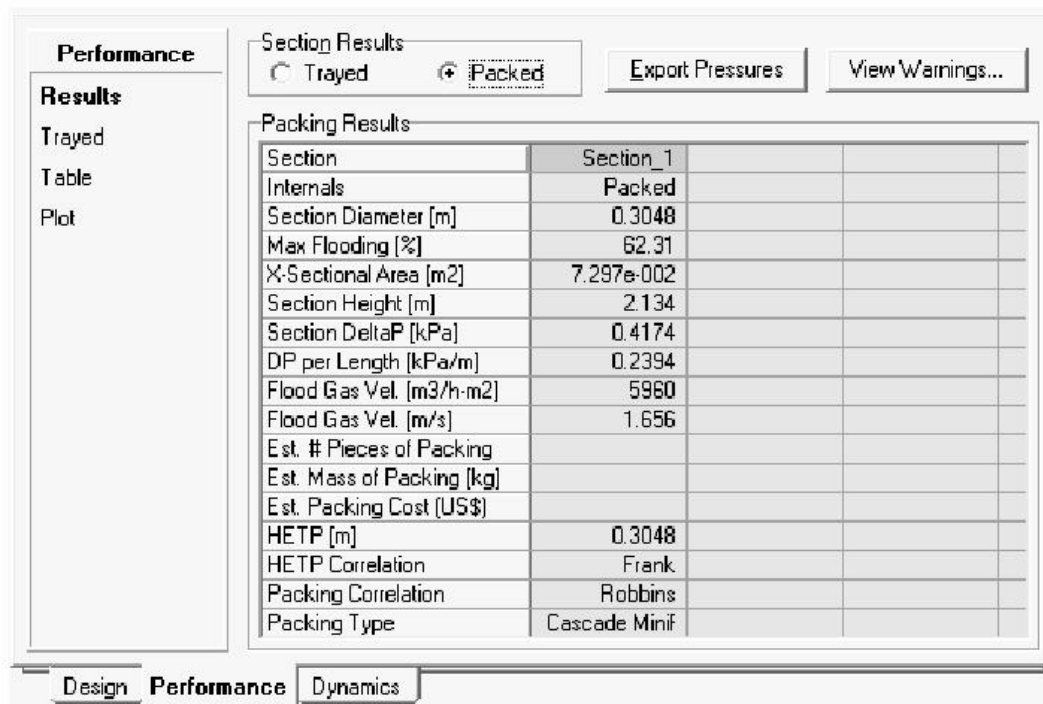 Performance
Results
Trayed
Table
Plot
Section Results
Trayed
Packed
Export Pressures
View Warnings...
Packing Results
Section Section_1
Internals Packed
Section Diameter [m] 0.3048
Max Flooding [%] 62.31
X-Sectional Area [m2] 7.297e-002
Section Height [m] 2.134
Section DeltaP [kPa] 0.4174
DP per Length [kPa/m] 0.2394
Flood Gas Vel. [m3/h-m2] 5960
Flood Gas Vel. [m/s] 1.656
Est. # Pieces of Packing
Est. Mass of Packing [kg]
Est. Packing Cost (US$)
HETP [m] 0.3048
HETP Correlation Frank
Packing Correlation Robbins
Packing Type Cascade Minif
Design Performance Dynamics